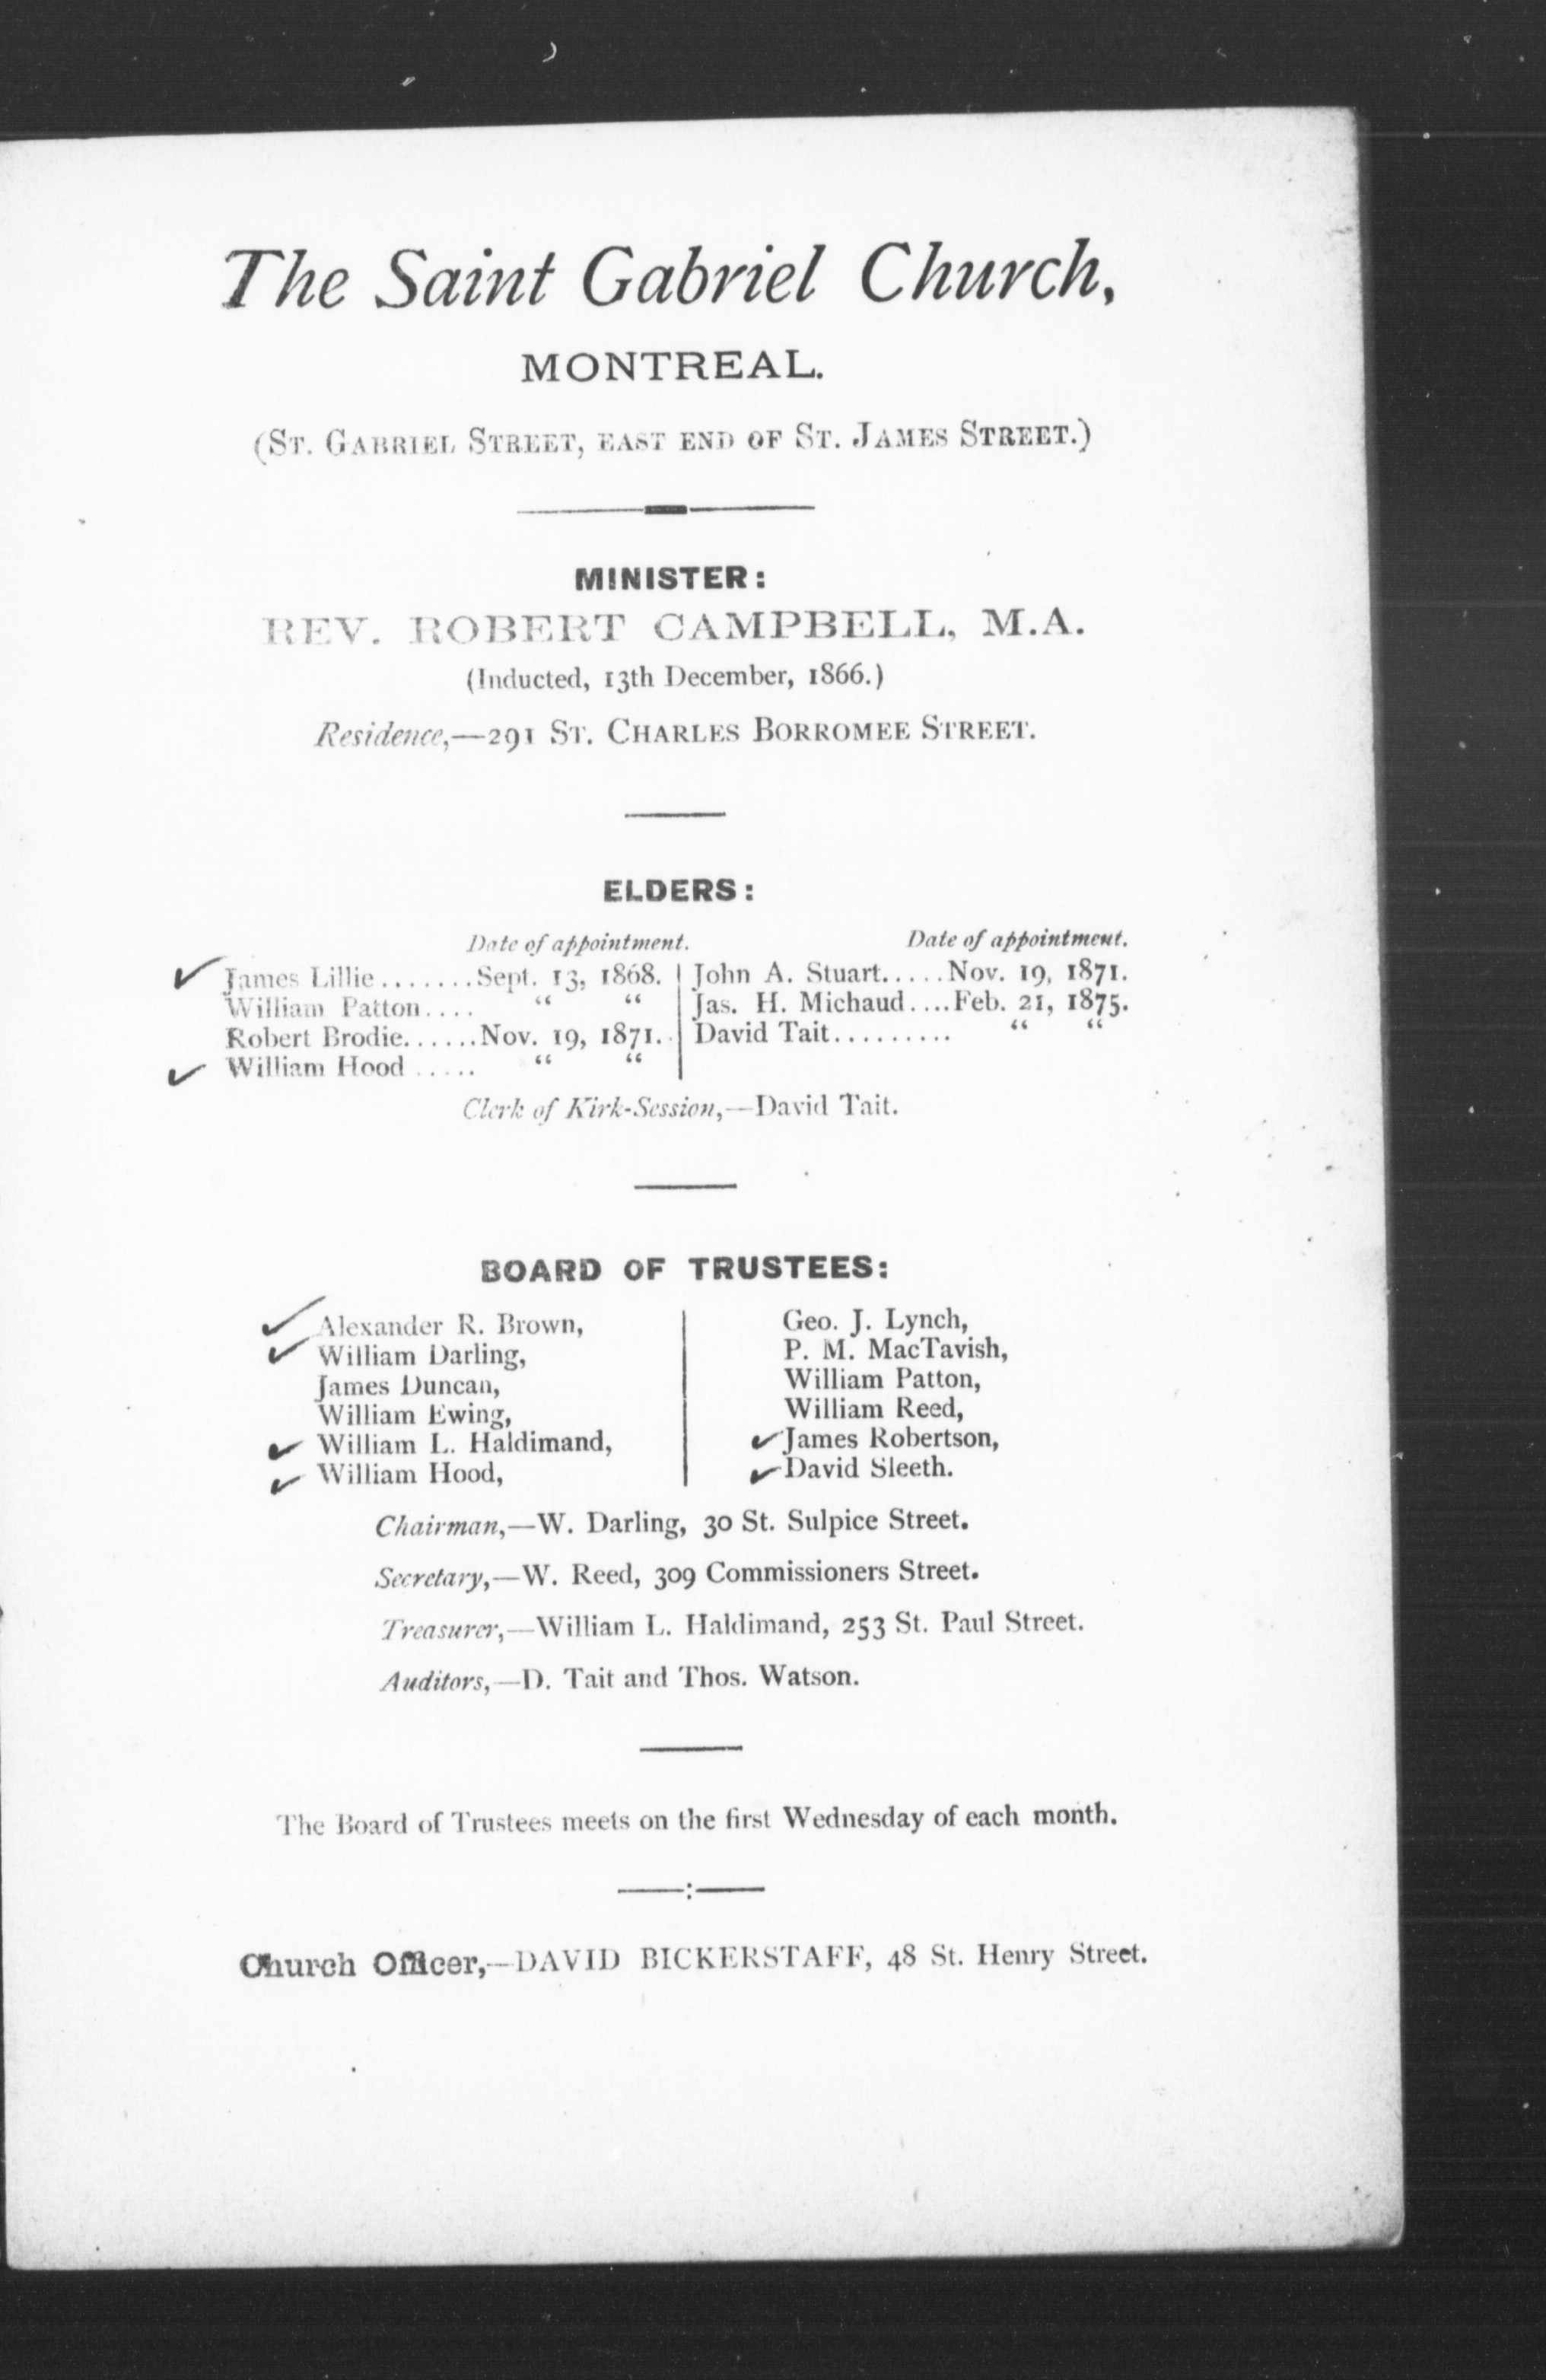 The Saint Gabriel Church,
MONTREAL.
(ST. GABRIEL STREET, EAST END OF ST. JAMES STREET.)
MINISTER:
REV. ROBERT CAMPBELL, M.A.
(Inducted, 13th December, 1866.)
Residence,—291 ST. CHARLES BORROMEE STREET.
ELDERS:
Date of appointment. Date of appointment.
✓ James Lillie........Sept. 13, 1868. | John A. Stuart.....Nov. 19, 1871.
William Patton.... “ “ | Jas. H. Michaud....Feb. 21, 1875.
Robert Brodie......Nov. 19, 1871. | David Tait......... “ “
✓ William Hood ..... “ “ |
Clerk of Kirk-Session,—David Tait.
BOARD OF TRUSTEES:
✓ Alexander R. Brown,
✓ William Darling,
James Duncan,
William Ewing,
✓ William L. Haldimand,
✓ William Hood,
Geo. J. Lynch,
P. M. MacTavish,
William Patton,
William Reed,
✓ James Robertson,
✓ David Sleeth.
Chairman,—W. Darling, 30 St. Sulpice Street.
Secretary,—W. Reed, 309 Commissioners Street.
Treasurer,—William L. Haldimand, 253 St. Paul Street.
Auditors,—D. Tait and Thos. Watson.
The Board of Trustees meets on the first Wednesday of each month.
Church Officer,—DAVID BICKERSTAFF, 48 St. Henry Street.